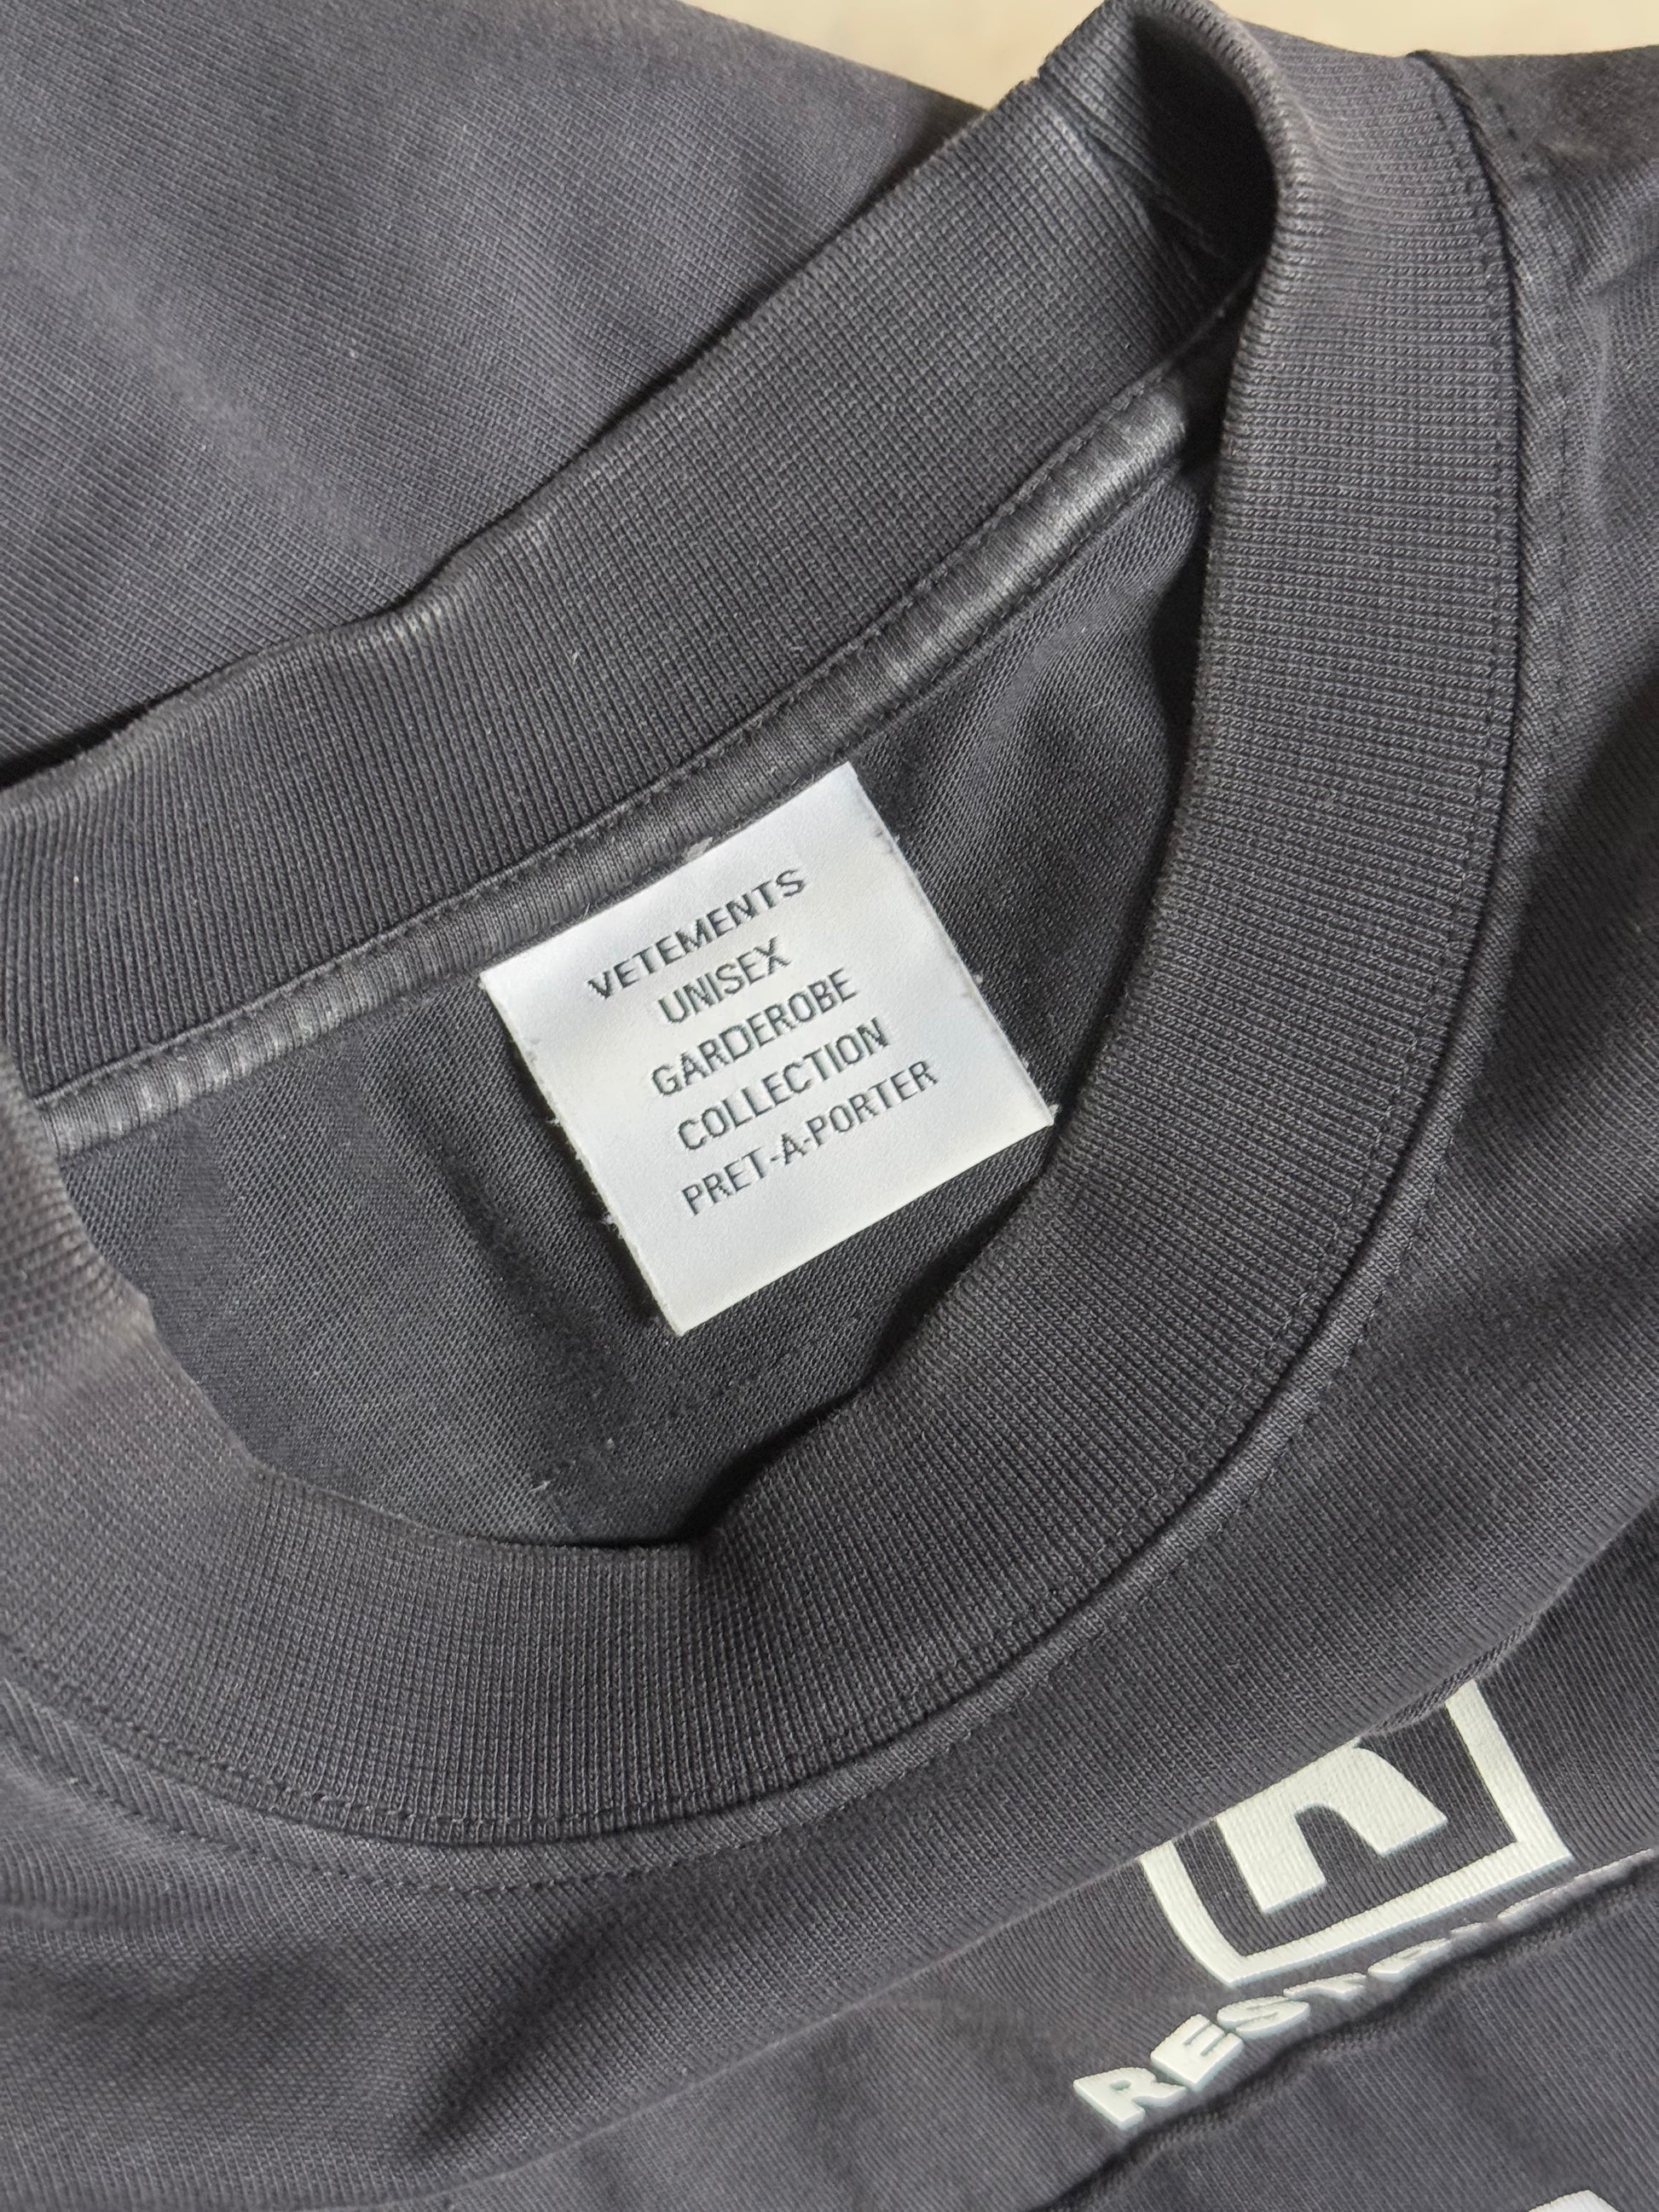 VETEMENTS
UNISEX
GARDEROBE
COLLECTION
PRET-A-PORTER
R